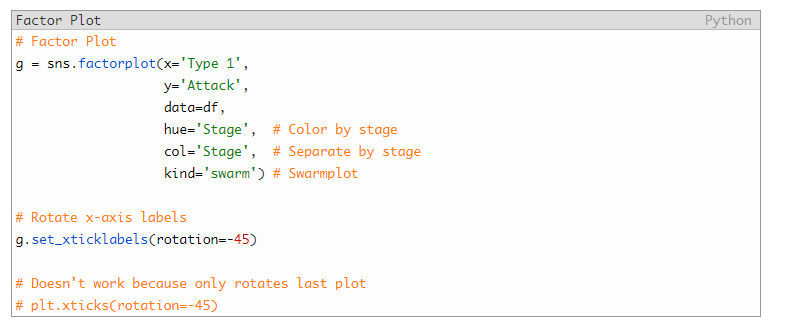 Factor Plot Python
# Factor Plot
g = sns.factorplot(x='Type 1',
                   y='Attack',
                   data=df,
                   hue='Stage',  # Color by stage
                   col='Stage',  # Separate by stage
                   kind='swarm') # Swarmplot

# Rotate x-axis labels
g.set_xticklabels(rotation=-45)

# Doesn't work because only rotates last plot
# plt.xticks(rotation=-45)